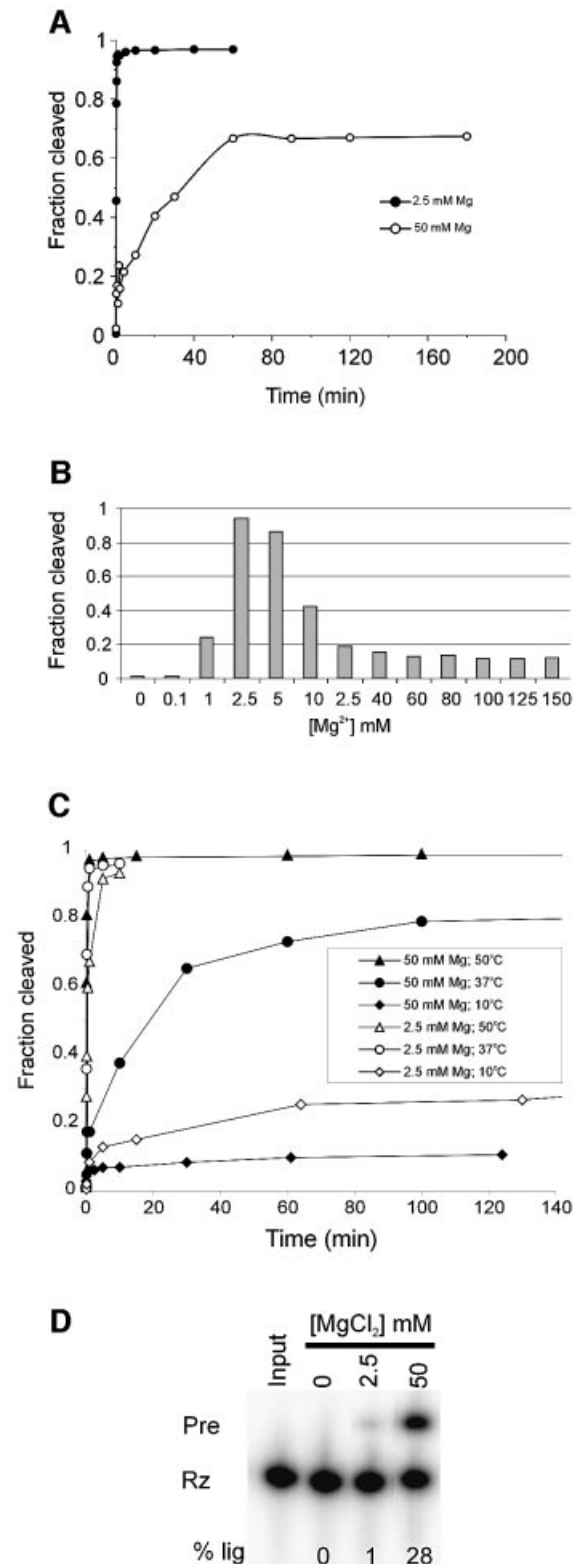 A
Fraction cleaved
1
0.8
0.6
0.4
0.2
0
2.5 mM Mg
50 mM Mg
0 40 80 120 160 200
Time (min)
B
Fraction cleaved
1
0.8
0.6
0.4
0.2
0
0 0.1 1 2.5 5 10 2.5 40 60 80 100 125 150
[Mg²⁺] mM
C
Fraction cleaved
1
0.8
0.6
0.4
0.2
0
50 mM Mg; 50°C
50 mM Mg; 37°C
50 mM Mg; 10°C
2.5 mM Mg; 50°C
2.5 mM Mg; 37°C
2.5 mM Mg; 10°C
0 20 40 60 80 100 120 140
Time (min)
D
[MgCl₂] mM
Input 0 2.5 50
Pre
Rz
% lig 0 1 28